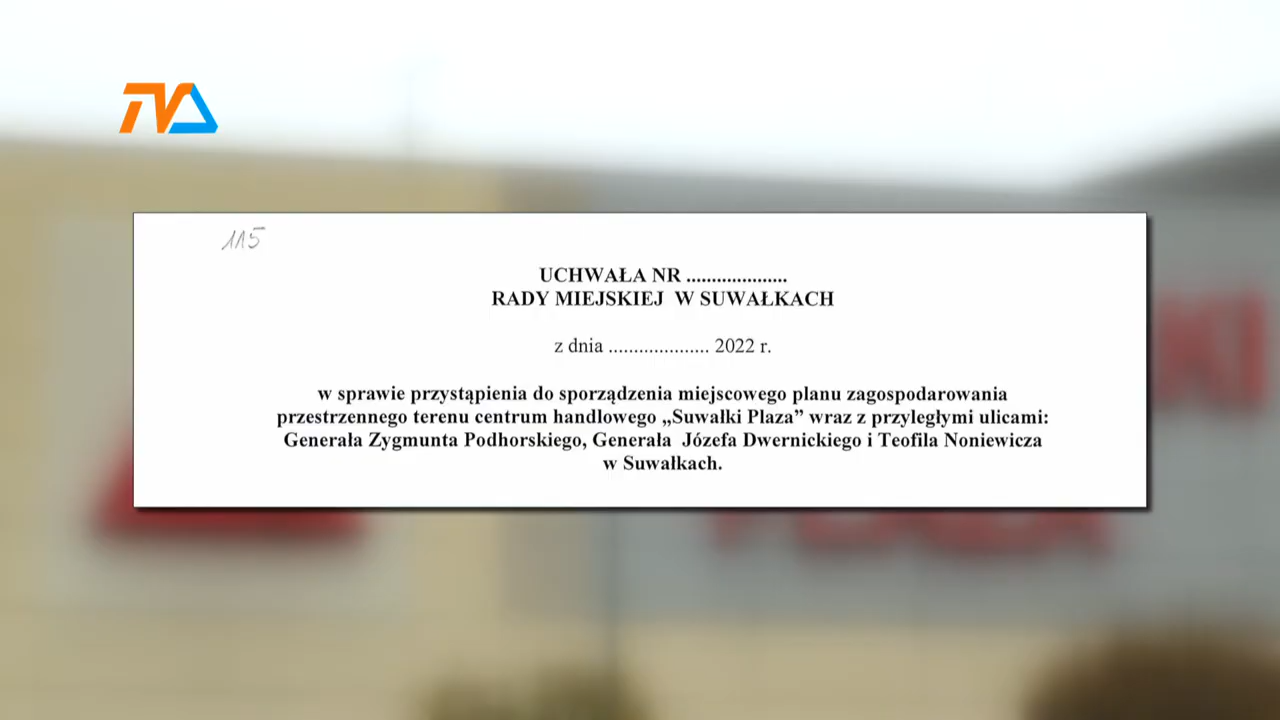 TVA
115
UCHWAŁA NR ....................
RADY MIEJSKIEJ W SUWAŁKACH
z dnia .................... 2022 r.
w sprawie przystąpienia do sporządzenia miejscowego planu zagospodarowania
przestrzennego terenu centrum handlowego „Suwałki Plaza” wraz z przyległymi ulicami:
Generała Zygmunta Podhorskiego, Generała Józefa Dwernickiego i Teofila Noniewicza
w Suwałkach.